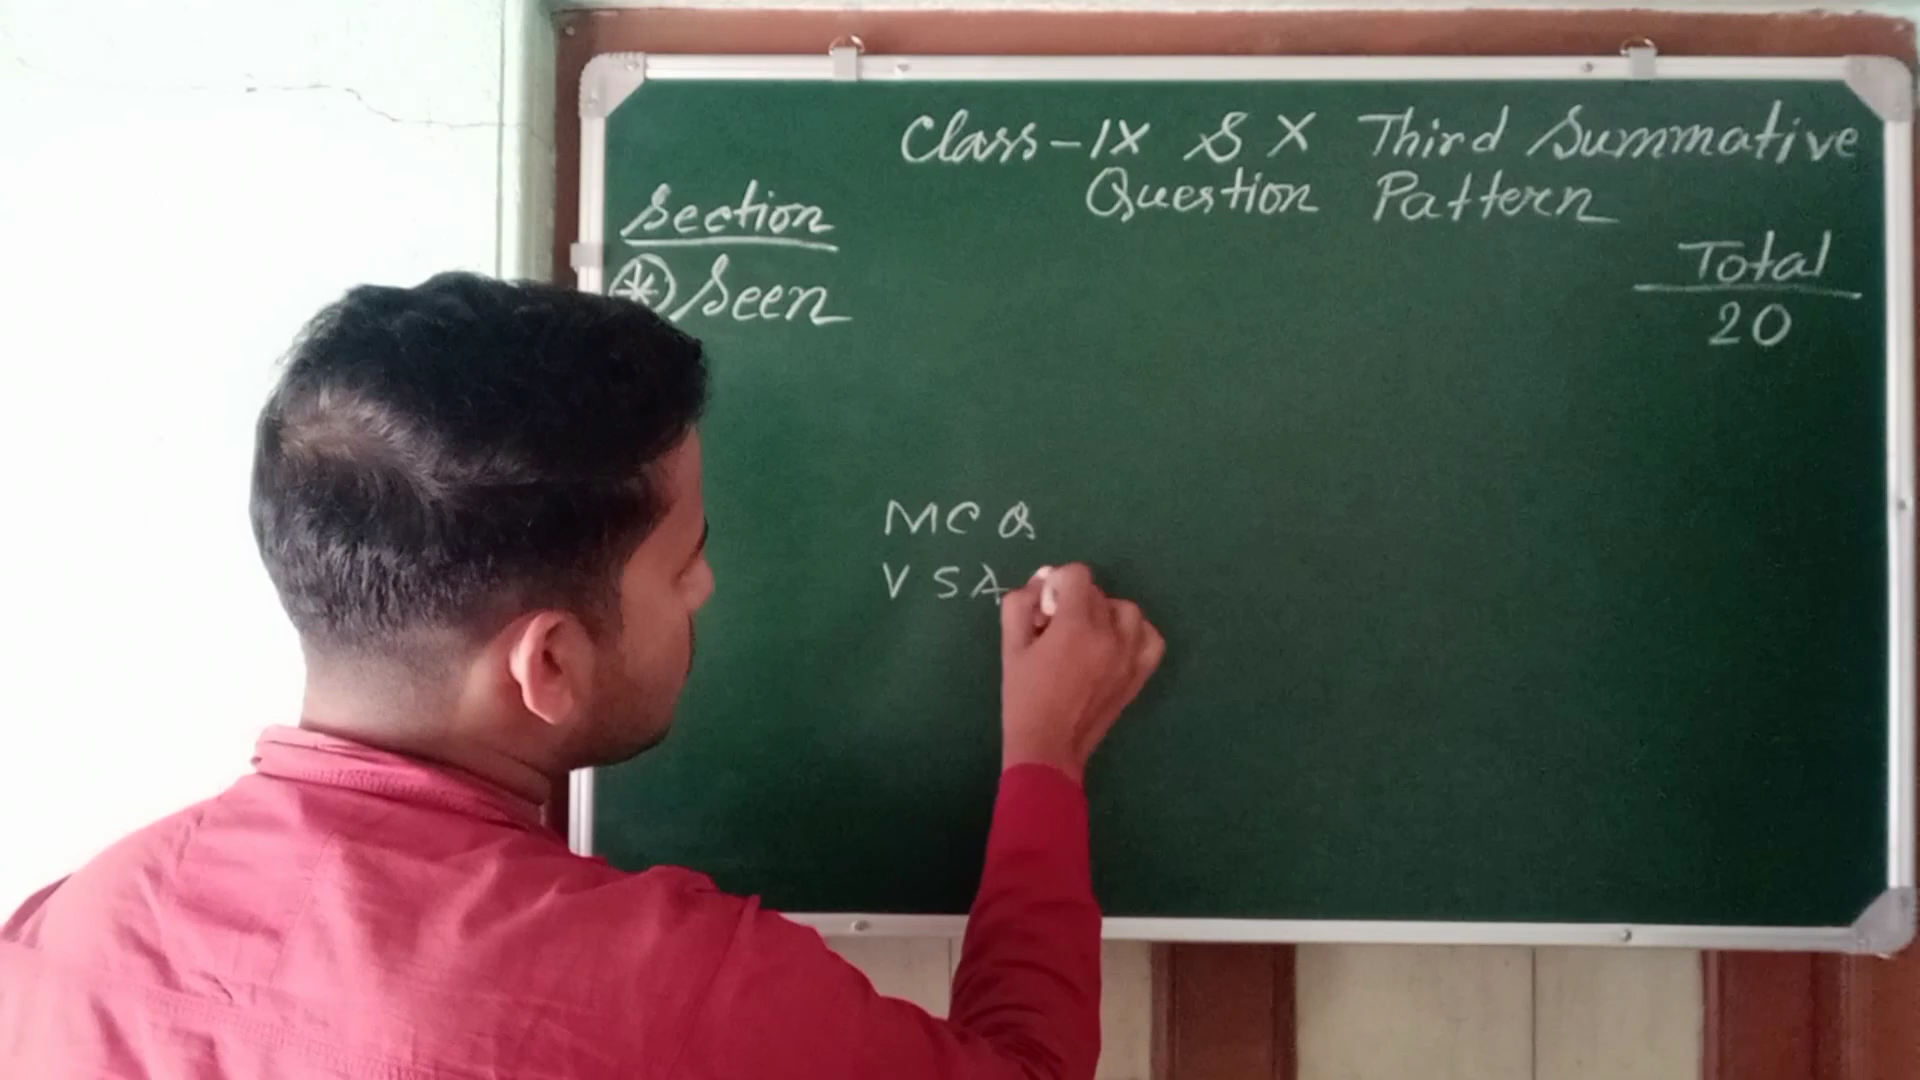 Class-IX & X Third Summative
Question Pattern
Section
Total
Seen
20
MCQ
VSA